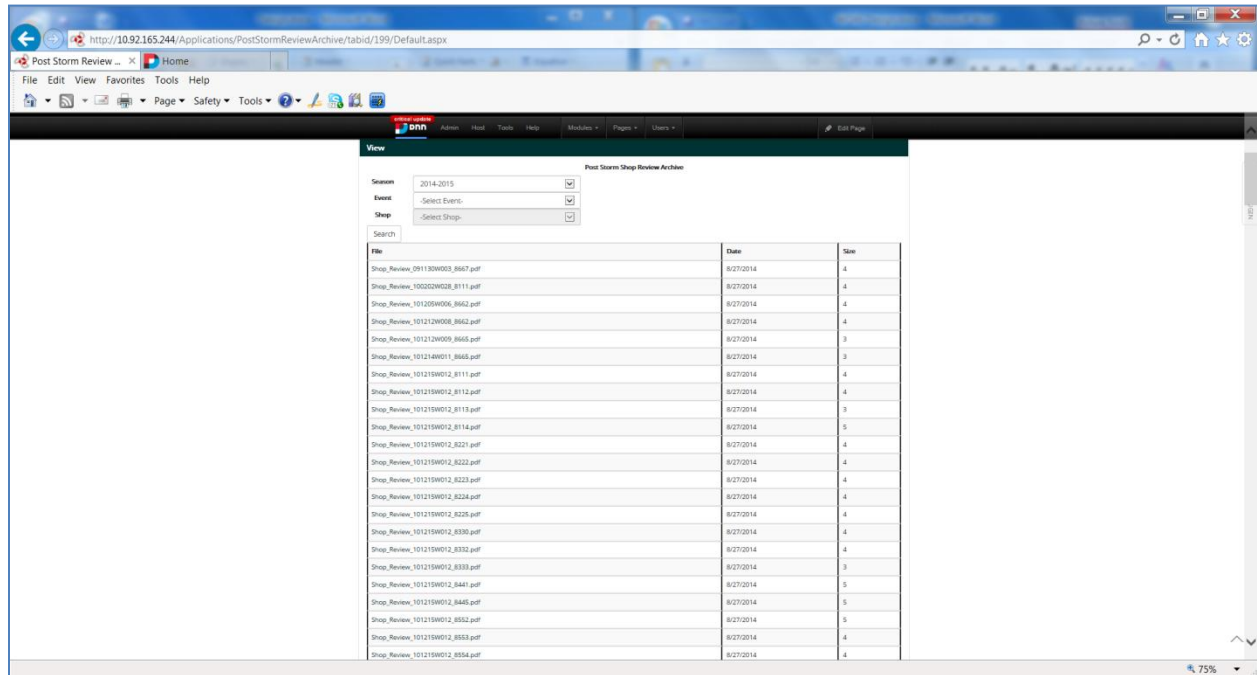 http://10.92.165.244/Applications/PostStormReviewArchive/tabid/199/Default.aspx
Post Storm Review ... Home
File Edit View Favorites Tools Help
Page Safety Tools
critical update
DNN Admin Host Tools Help Modules Pages Users Edit Page
View
Post Storm Shop Review Archive
Season 2014-2015
Event -Select Event-
Shop -Select Shop-
Search
File Date Size
Shop_Review_091130W003_8667.pdf 8/27/2014 4
Shop_Review_100202W028_8111.pdf 8/27/2014 4
Shop_Review_101205W006_8662.pdf 8/27/2014 4
Shop_Review_101212W008_8662.pdf 8/27/2014 4
Shop_Review_101212W009_8665.pdf 8/27/2014 3
Shop_Review_101214W011_8665.pdf 8/27/2014 3
Shop_Review_101215W012_8111.pdf 8/27/2014 4
Shop_Review_101215W012_8112.pdf 8/27/2014 4
Shop_Review_101215W012_8113.pdf 8/27/2014 3
Shop_Review_101215W012_8114.pdf 8/27/2014 5
Shop_Review_101215W012_8221.pdf 8/27/2014 4
Shop_Review_101215W012_8222.pdf 8/27/2014 4
Shop_Review_101215W012_8223.pdf 8/27/2014 4
Shop_Review_101215W012_8224.pdf 8/27/2014 4
Shop_Review_101215W012_8225.pdf 8/27/2014 4
Shop_Review_101215W012_8330.pdf 8/27/2014 4
Shop_Review_101215W012_8332.pdf 8/27/2014 4
Shop_Review_101215W012_8333.pdf 8/27/2014 3
Shop_Review_101215W012_8441.pdf 8/27/2014 5
Shop_Review_101215W012_8445.pdf 8/27/2014 5
Shop_Review_101215W012_8552.pdf 8/27/2014 5
Shop_Review_101215W012_8553.pdf 8/27/2014 4
Shop_Review_101215W012_8554.pdf 8/27/2014 4
75%